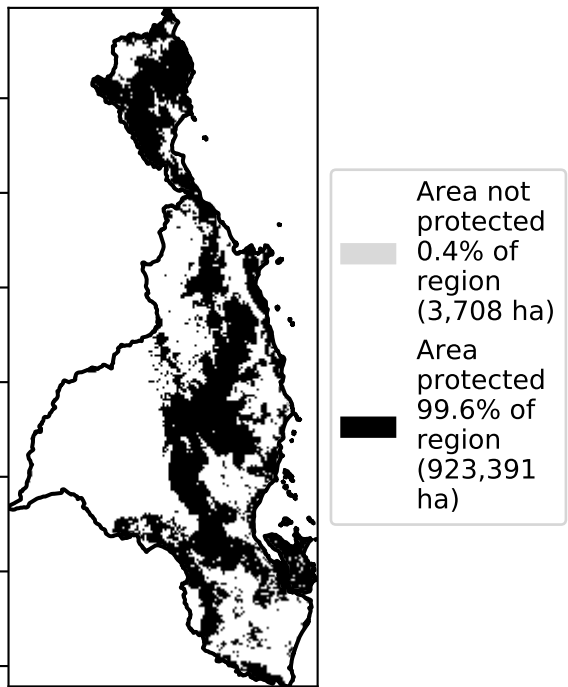 Area not
protected
0.4% of
region
(3,708 ha)
Area
protected
99.6% of
region
(923,391
ha)